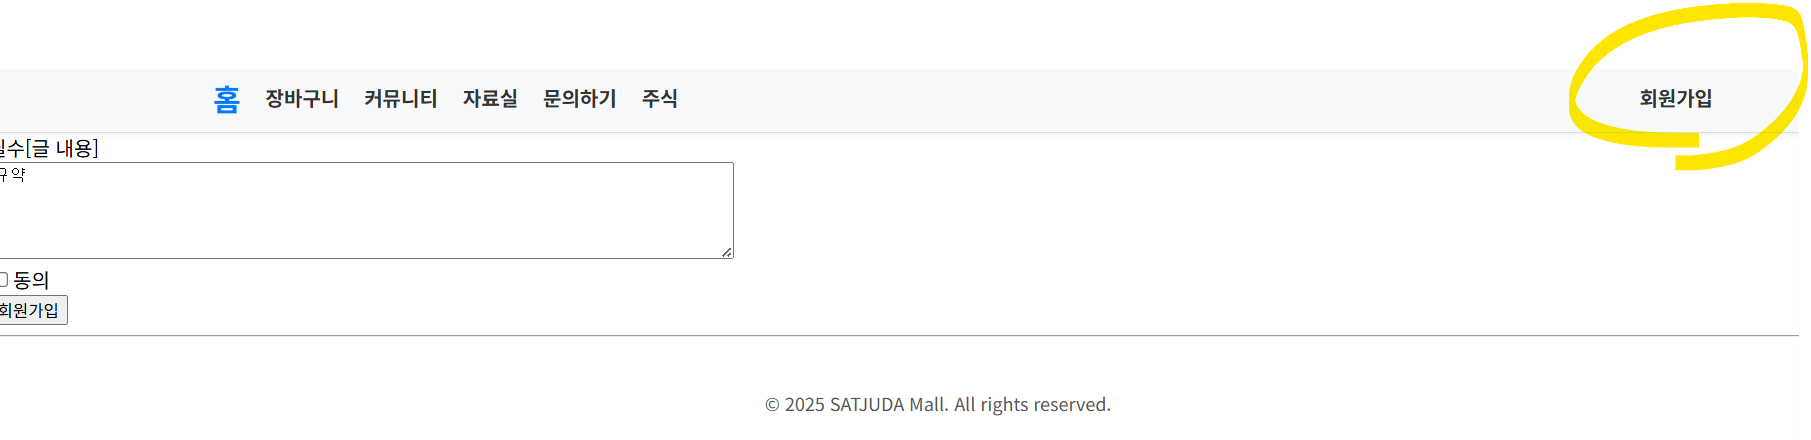 홈 장바구니 커뮤니티 자료실 문의하기 주식 회원가입
필수[글 내용]
규약
동의
회원가입
© 2025 SATJUDA Mall. All rights reserved.